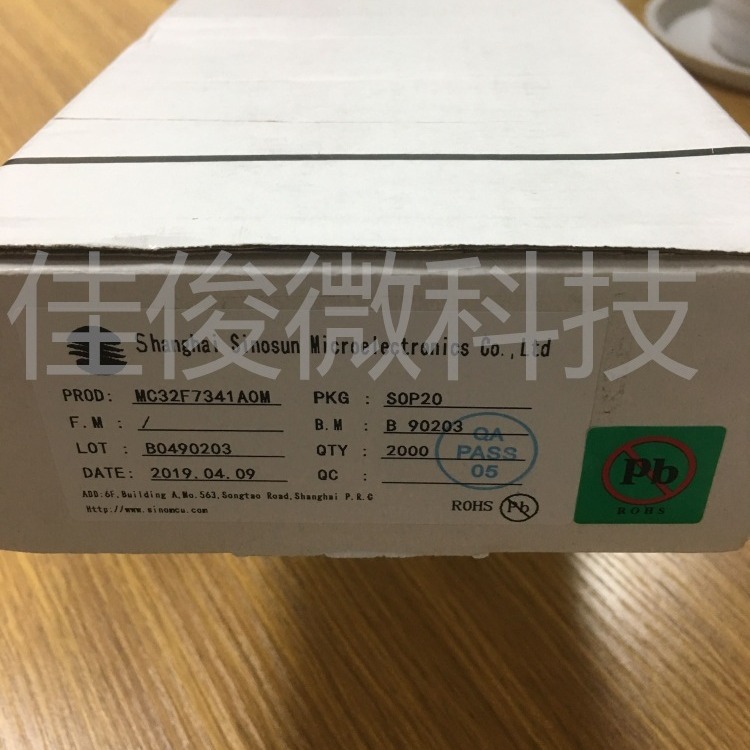 佳俊微科技
Shanghai Sinosun Microelectronics Co.,Ltd
PROD: MC32F7341A0M PKG : SOP20
F.M : / B.M : B 90203
LOT : B0490203 QTY : 2000
DATE: 2019.04.09 QC :
QA
PASS
05
ADD:6F,Building A,No.563,Songtao Road,Shanghai P.R.C
Http://www.sinomcu.com
ROHS Pb
Pb
ROHS